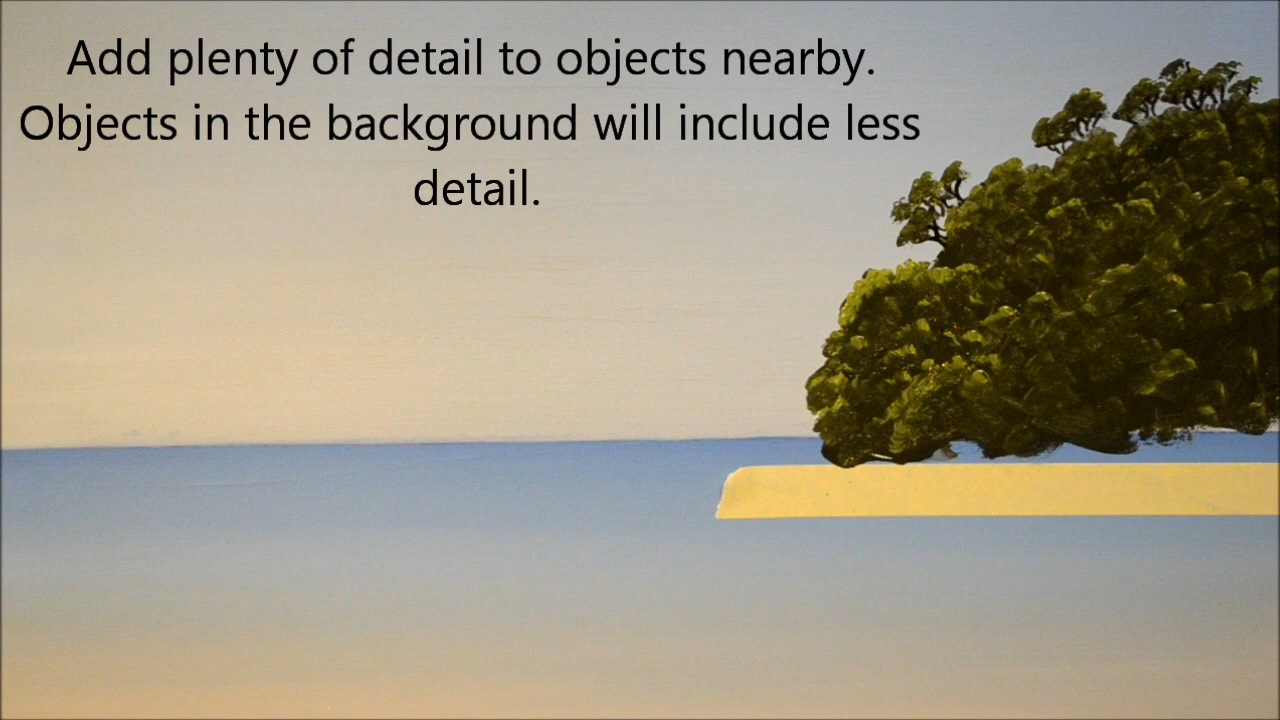 Add plenty of detail to objects nearby.
Objects in the background will include less
detail.